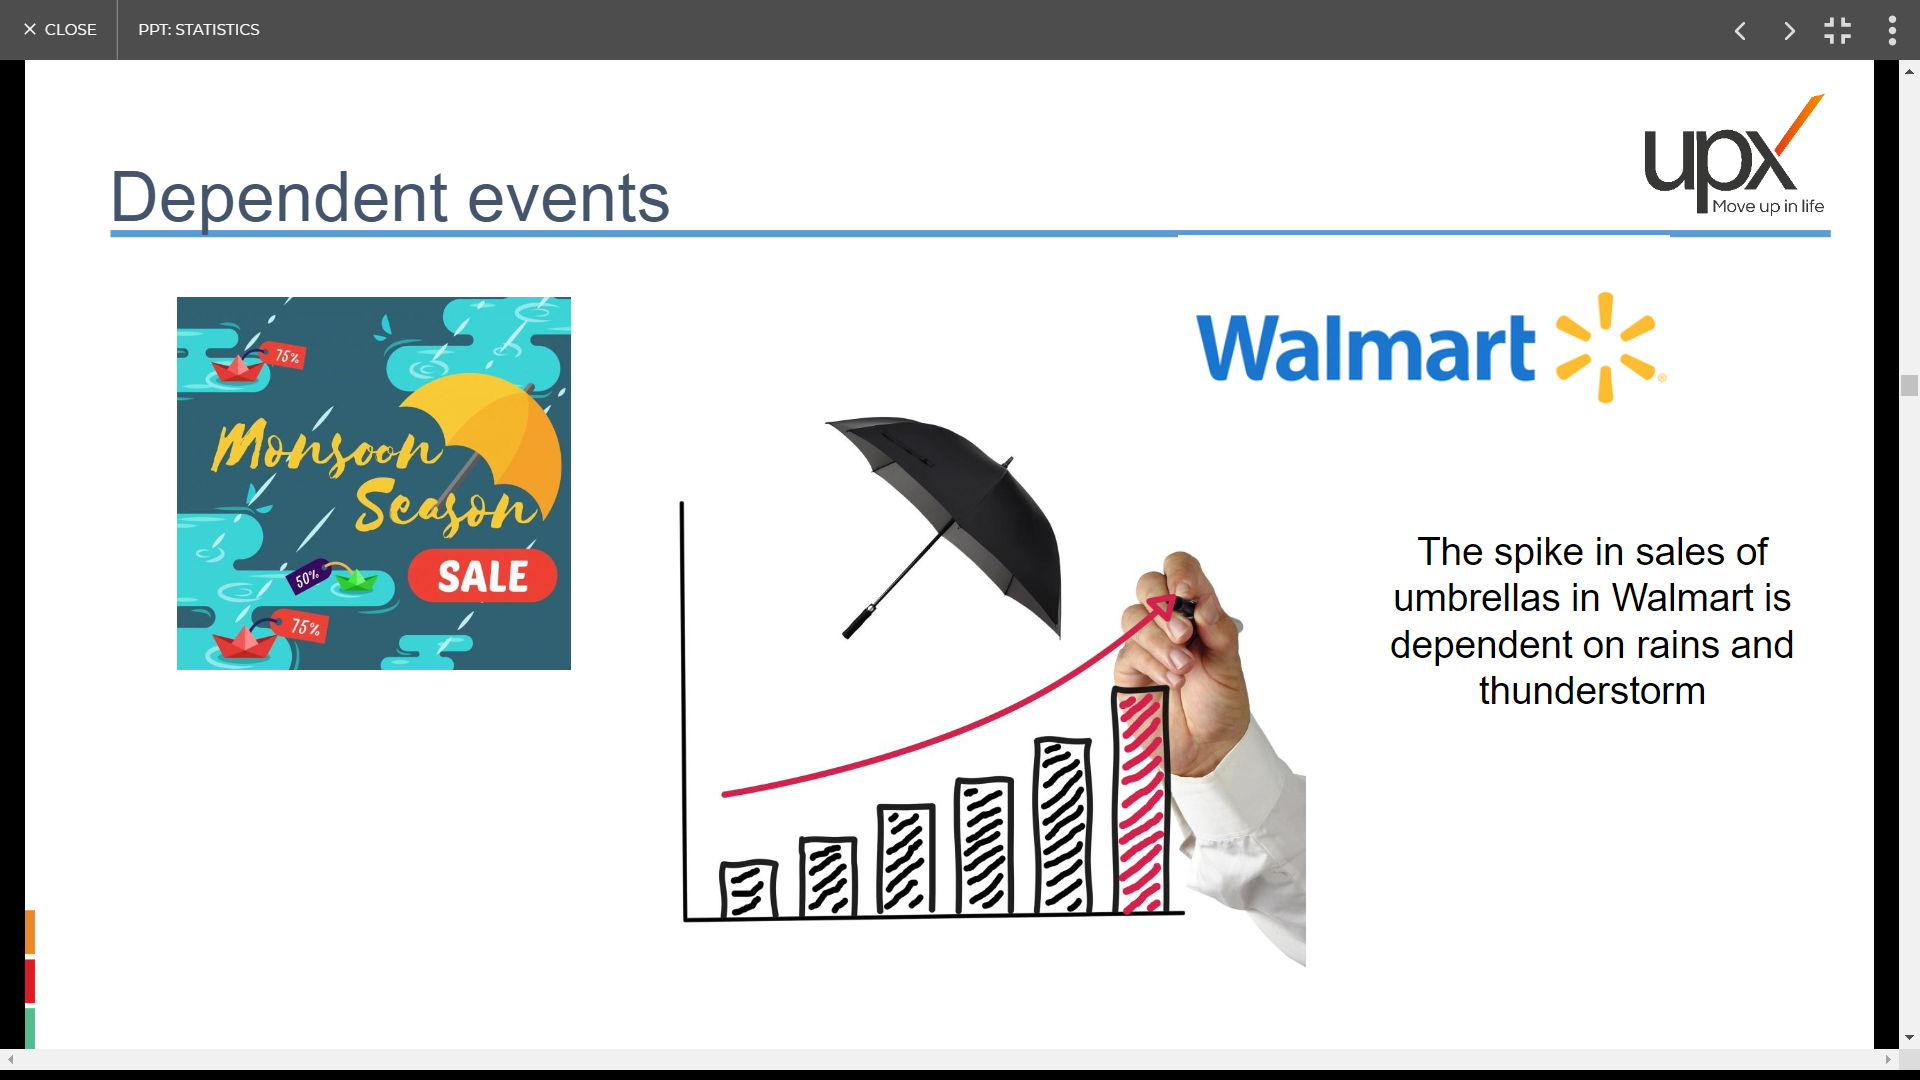 CLOSE
PPT: STATISTICS
upx
Move up in life
Dependent events
75%
Monsoon
Season
50%
SALE
75%
Walmart
The spike in sales of
umbrellas in Walmart is
dependent on rains and
thunderstorm